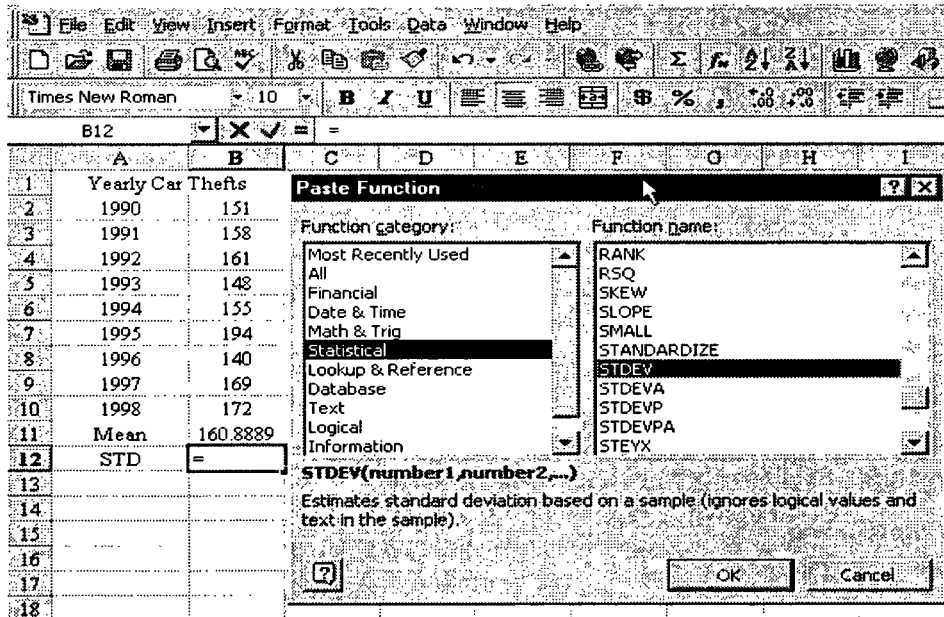 File Edit View Insert Format Tools Data Window Help
Times New Roman 10 B I U $ % ,
B12 = =
A B C D E F G H I
1 Yearly Car Thefts
2 1990 151
3 1991 158
4 1992 161
5 1993 148
6 1994 155
7 1995 194
8 1996 140
9 1997 169
10 1998 172
11 Mean 160.8889
12 STD =
13
14
15
16
17
18
Paste Function
Function category:
Most Recently Used
All
Financial
Date & Time
Math & Trig
Statistical
Lookup & Reference
Database
Text
Logical
Information
Function name:
RANK
RSQ
SKEW
SLOPE
SMALL
STANDARDIZE
STDEV
STDEVA
STDEVP
STDEVPA
STEYX
STDEV(number1,number2,...)
Estimates standard deviation based on a sample (ignores logical values and
text in the sample).
OK Cancel